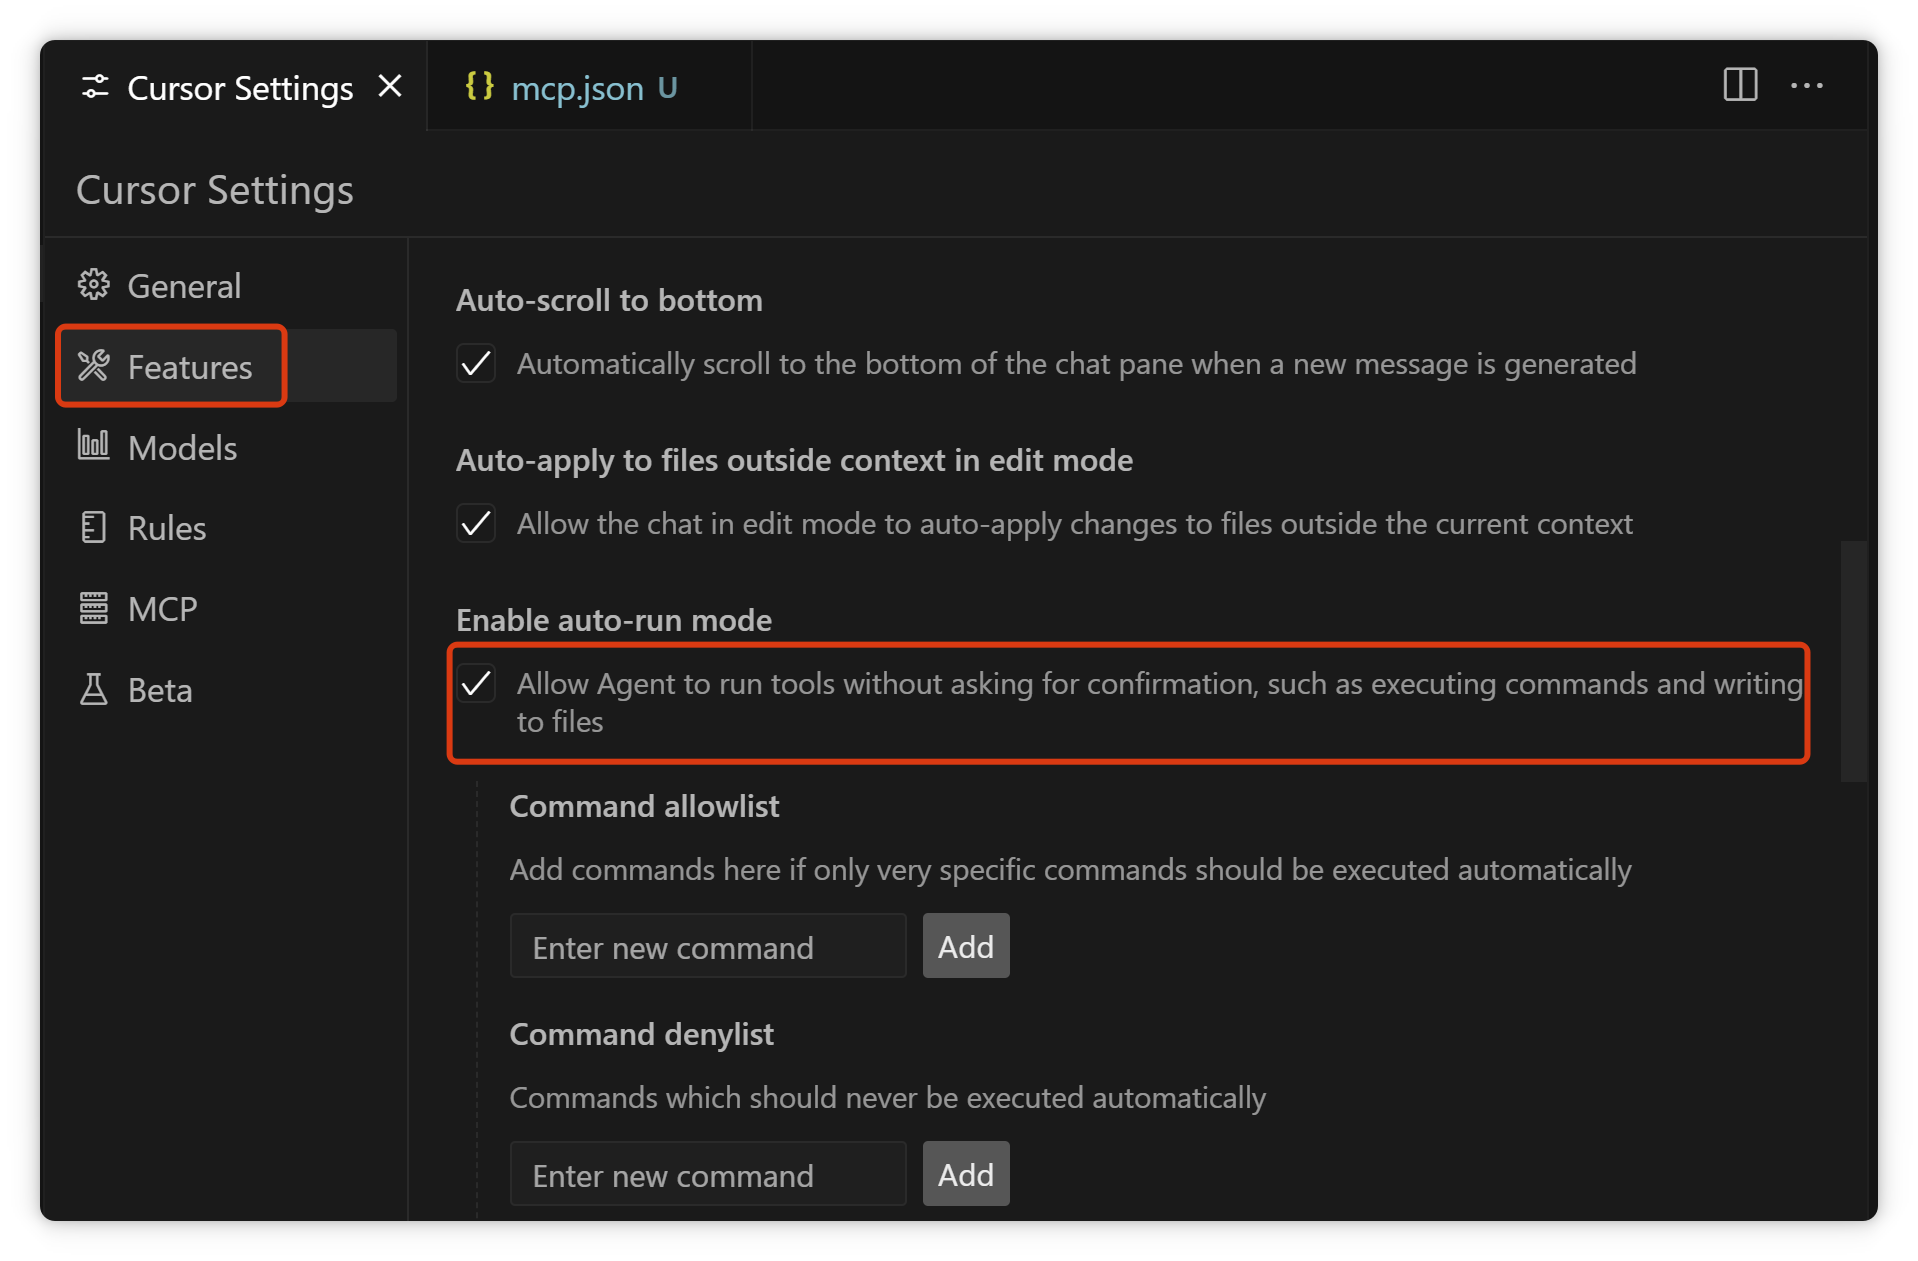 Cursor Settings
{} mcp.json U
Cursor Settings
General
Features
Models
Rules
MCP
Beta
Auto-scroll to bottom
Automatically scroll to the bottom of the chat pane when a new message is generated
Auto-apply to files outside context in edit mode
Allow the chat in edit mode to auto-apply changes to files outside the current context
Enable auto-run mode
Allow Agent to run tools without asking for confirmation, such as executing commands and writing
to files
Command allowlist
Add commands here if only very specific commands should be executed automatically
Enter new command Add
Command denylist
Commands which should never be executed automatically
Enter new command Add